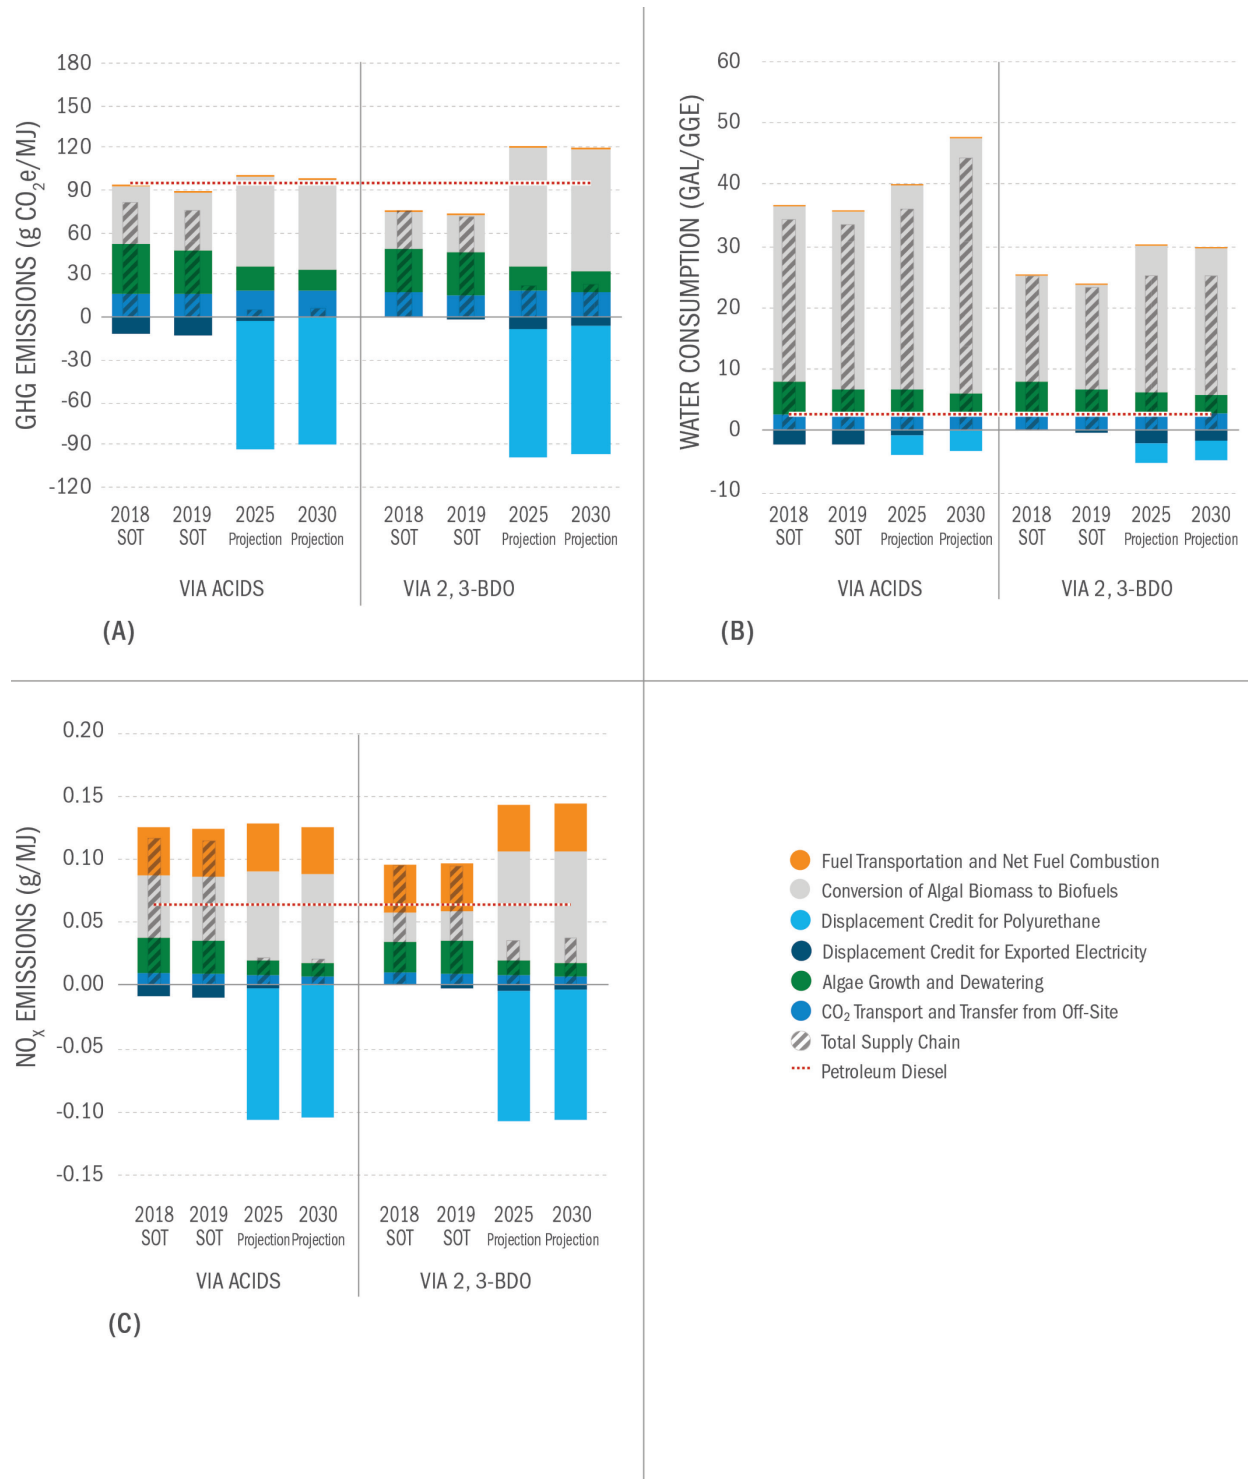 GHG EMISSIONS (g CO₂e/MJ)
180
150
120
90
60
30
0
-30
-60
-90
-120
2018 2019 2025 2030 2018 2019 2025 2030
SOT SOT Projection Projection SOT SOT Projection Projection
VIA ACIDS VIA 2, 3-BDO
(A)
WATER CONSUMPTION (GAL/GGE)
60
50
40
30
20
10
0
-10
2018 2019 2025 2030 2018 2019 2025 2030
SOT SOT Projection Projection SOT SOT Projection Projection
VIA ACIDS VIA 2, 3-BDO
(B)
NOₓ EMISSIONS (g/MJ)
0.20
0.15
0.10
0.05
0.00
-0.05
-0.10
-0.15
2018 2019 2025 2030 2018 2019 2025 2030
SOT SOT Projection Projection SOT SOT Projection Projection
VIA ACIDS VIA 2, 3-BDO
(C)
Fuel Transportation and Net Fuel Combustion
Conversion of Algal Biomass to Biofuels
Displacement Credit for Polyurethane
Displacement Credit for Exported Electricity
Algae Growth and Dewatering
CO₂ Transport and Transfer from Off-Site
Total Supply Chain
Petroleum Diesel